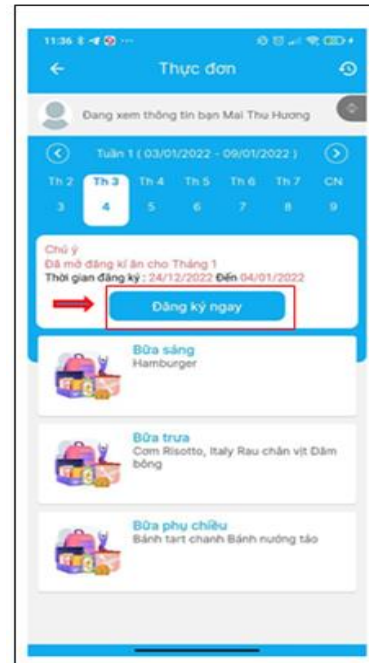 11:36
Thực đơn
Đang xem thông tin bạn Mai Thu Hương
Tuần 1 ( 03/01/2022 - 09/01/2022 )
Th 2 Th 3 Th 4 Th 5 Th 6 Th 7 CN
3 4 5 6 7 8 9
Chú ý
Đã mở đăng kí ăn cho Tháng 1
Thời gian đăng ký : 24/12/2022 Đến 04/01/2022
Đăng ký ngay
Bữa sáng
Hamburger
Bữa trưa
Cơm Risotto, Italy Rau chân vịt Dăm
bông
Bữa phụ chiều
Bánh tart chanh Bánh nướng táo